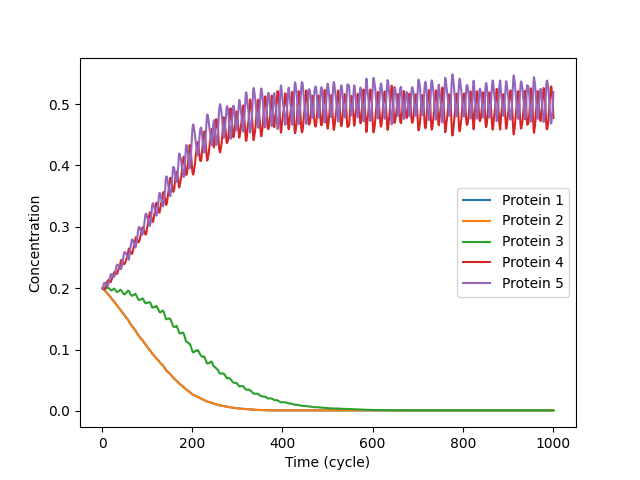 Concentration
0.5
0.4
0.3
0.2
0.1
0.0
Protein 1
Protein 2
Protein 3
Protein 4
Protein 5
0 200 400 600 800 1000
Time (cycle)